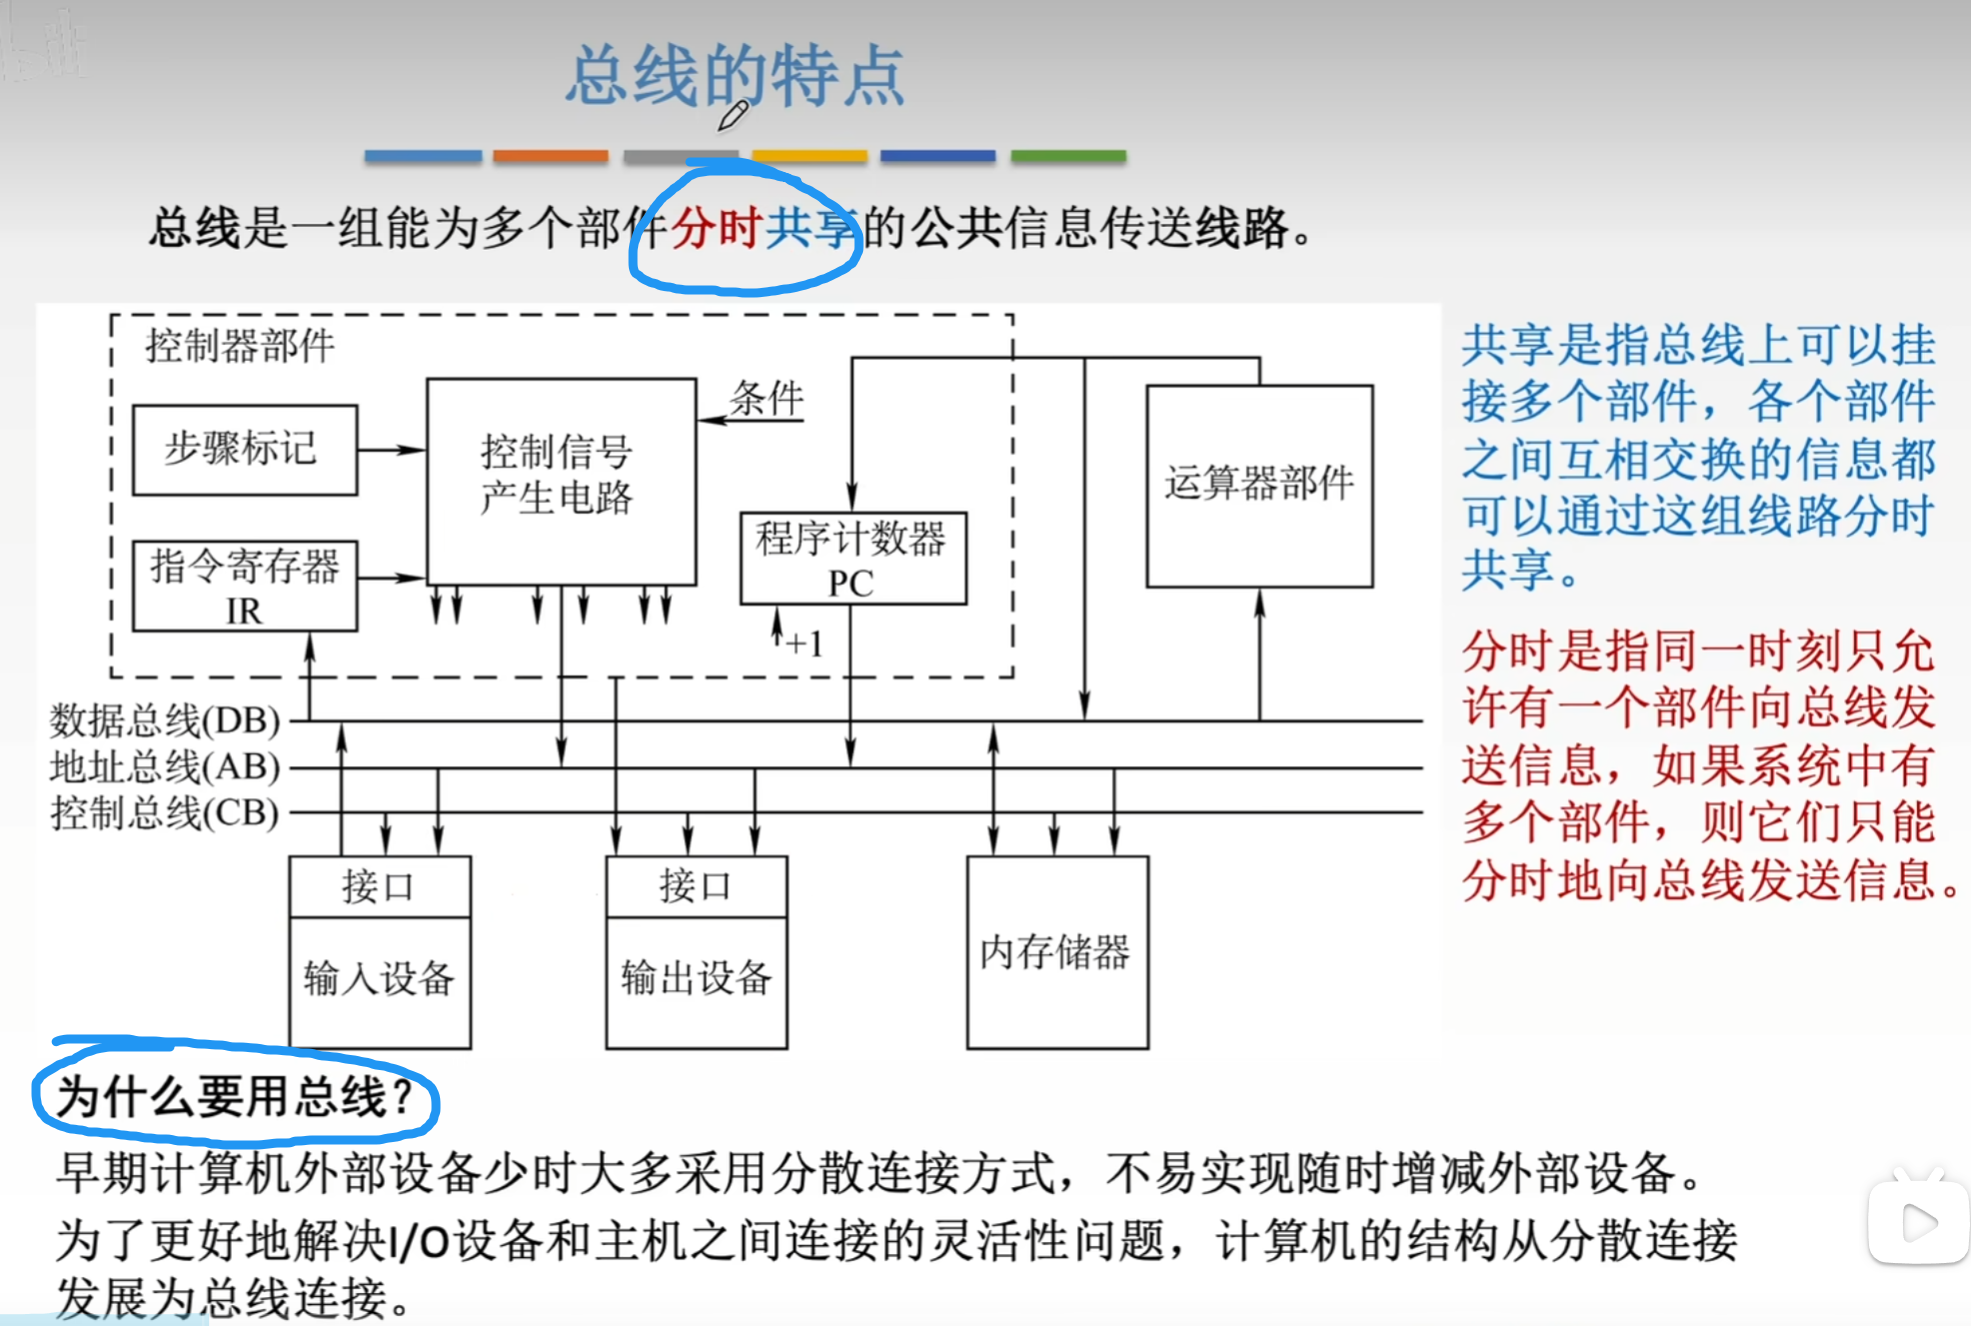 总线的特点
总线是一组能为多个部件分时共享的公共信息传送线路。
控制器部件
步骤标记
控制信号
产生电路
条件
指令寄存器
IR
程序计数器
PC
+1
运算器部件
数据总线(DB)
地址总线(AB)
控制总线(CB)
接口
输入设备
接口
输出设备
内存储器
共享是指总线上可以挂
接多个部件，各个部件
之间互相交换的信息都
可以通过这组线路分时
共享。
分时是指同一时刻只允
许有一个部件向总线发
送信息，如果系统中有
多个部件，则它们只能
分时地向总线发送信息。
为什么要用总线？
早期计算机外部设备少时大多采用分散连接方式，不易实现随时增减外部设备。
为了更好地解决I/O设备和主机之间连接的灵活性问题，计算机的结构从分散连接
发展为总线连接。